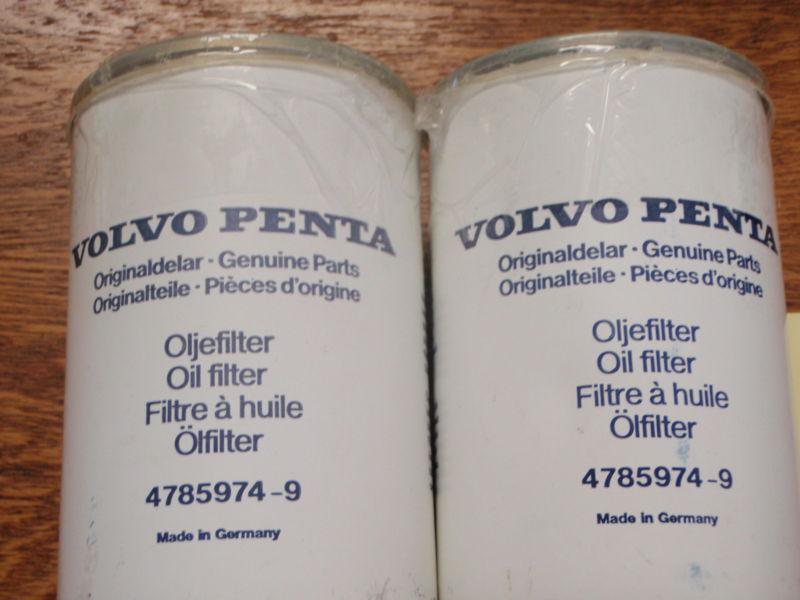 VOLVO PENTA
Originaldelar · Genuine Parts
Originalteile · Pièces d'origine
Oljefilter
Oil filter
Filtre à huile
Ölfilter
4785974-9
Made in Germany
VOLVO PENTA
Originaldelar · Genuine Parts
Originalteile · Pièces d'origine
Oljefilter
Oil filter
Filtre à huile
Ölfilter
4785974-9
Made in Germany